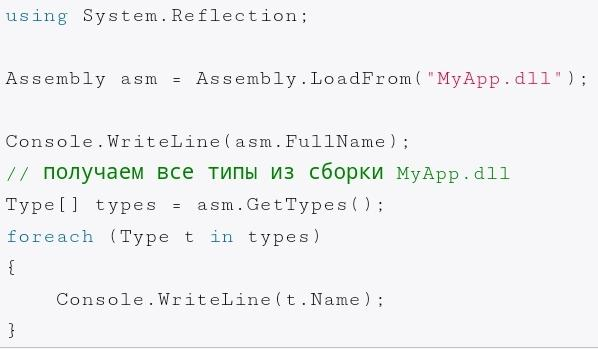 using System.Reflection;
Assembly asm = Assembly.LoadFrom("MyApp.dll");
Console.WriteLine(asm.FullName);
// получаем все типы из сборки MyApp.dll
Type[] types = asm.GetTypes();
foreach (Type t in types)
{
    Console.WriteLine(t.Name);
}